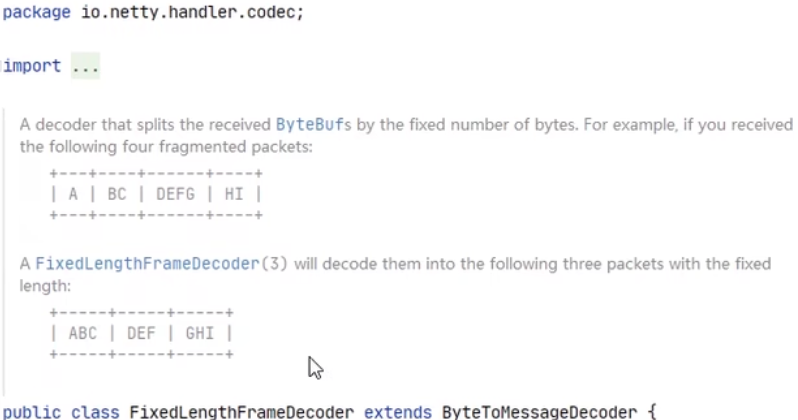 package io.netty.handler.codec;
import ...
A decoder that splits the received ByteBufs by the fixed number of bytes. For example, if you received
the following four fragmented packets:
+---+----+------+----+
| A | BC | DEFG | HI |
+---+----+------+----+
A FixedLengthFrameDecoder(3) will decode them into the following three packets with the fixed
length:
+-----+-----+-----+
| ABC | DEF | GHI |
+-----+-----+-----+
public class FixedLengthFrameDecoder extends ByteToMessageDecoder {